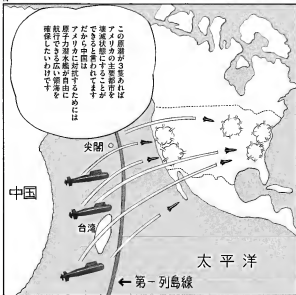 この原潜が3隻あれば
アメリカの主要都市を
壊滅状態にすることが
できると言われてます
だから中国は
アメリカに対抗するためには
原子力潜水艦が自由に
航行できる広い領海を
確保したいわけです
尖閣
中国
台湾
太平洋
←第一列島線